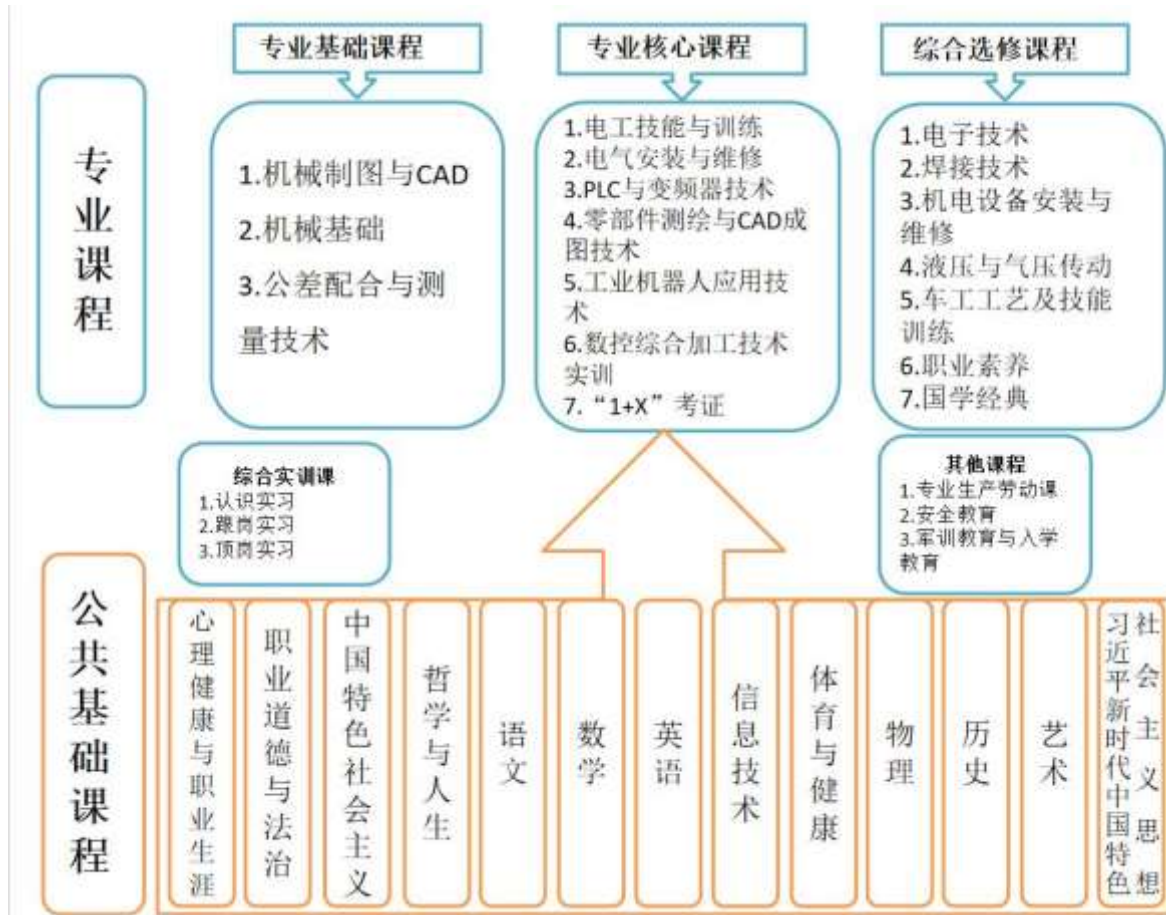 专业基础课程
专业核心课程
综合选修课程
专业课程
1.机械制图与CAD
2.机械基础
3.公差配合与测
量技术
1.电工技能与训练
2.电气安装与维修
3.PLC与变频器技术
4.零部件测绘与CAD成
图技术
5.工业机器人应用技
术
6.数控综合加工技术
实训
7.“1+X”考证
1.电子技术
2.焊接技术
3.机电设备安装与
维修
4.液压与气压传动
5.车工工艺及技能
训练
6.职业素养
7.国学经典
综合实训课
1.认识实习
2.跟岗实习
3.顶岗实习
其他课程
1.专业生产劳动课
2.安全教育
3.军训教育与入学
教育
公共基础课程
心理健康与职业生涯
职业道德与法治
中国特色社会主义
哲学与人生
语文
数学
英语
信息技术
体育与健康
物理
历史
艺术
习近平新时代中国特色
社会主义思想